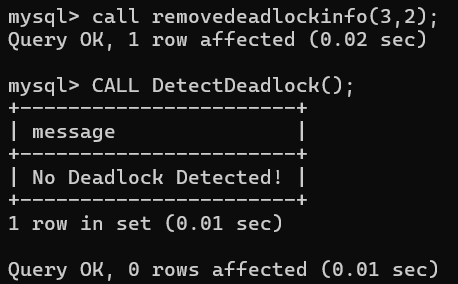 mysql> call removedeadlockinfo(3,2);
Query OK, 1 row affected (0.02 sec)
mysql> CALL DetectDeadlock();
+-----------------------+
| message               |
+-----------------------+
| No Deadlock Detected! |
+-----------------------+
1 row in set (0.01 sec)
Query OK, 0 rows affected (0.01 sec)